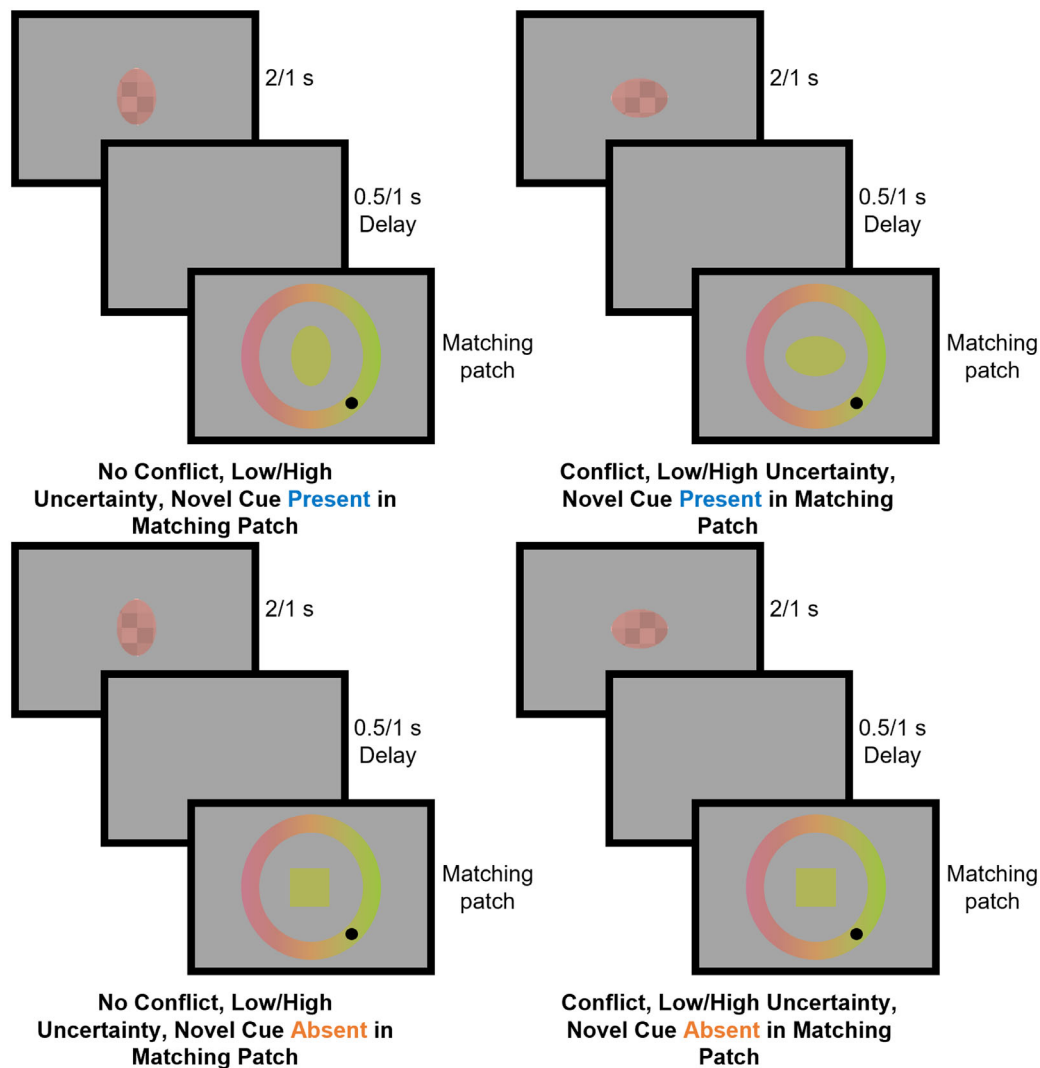 2/1 s
0.5/1 s
Delay
Matching
patch
No Conflict, Low/High
Uncertainty, Novel Cue Present in
Matching Patch
2/1 s
0.5/1 s
Delay
Matching
patch
Conflict, Low/High Uncertainty,
Novel Cue Present in Matching
Patch
2/1 s
0.5/1 s
Delay
Matching
patch
No Conflict, Low/High
Uncertainty, Novel Cue Absent in
Matching Patch
2/1 s
0.5/1 s
Delay
Matching
patch
Conflict, Low/High Uncertainty,
Novel Cue Absent in Matching
Patch